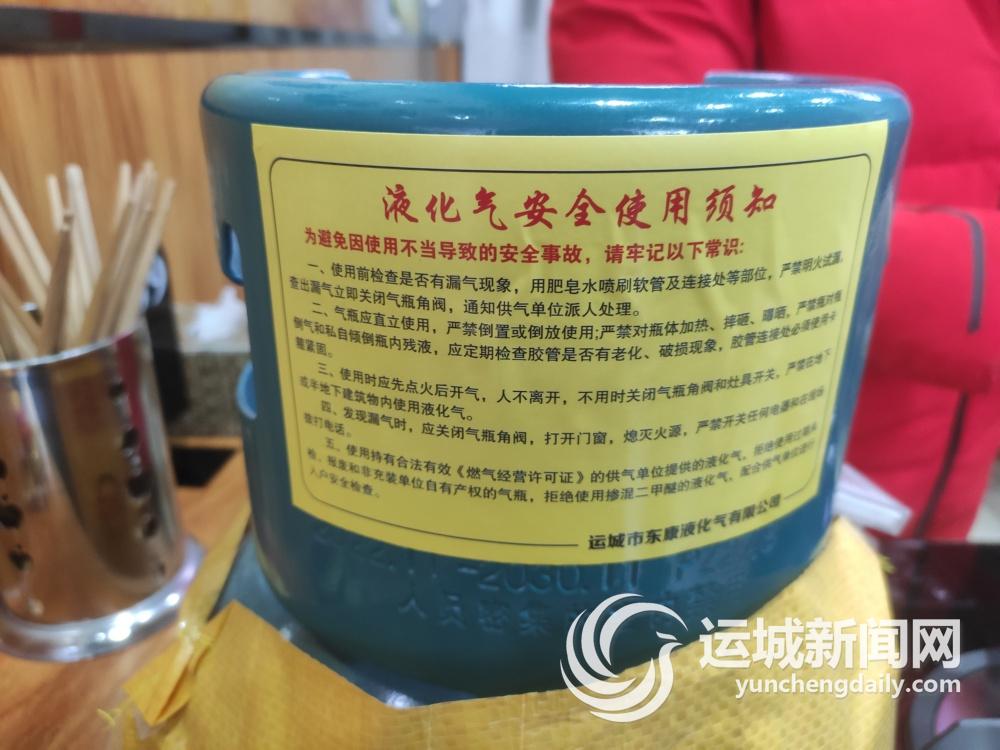 液化气安全使用须知
为避免因使用不当导致的安全事故，请牢记以下常识:
一、使用前检查是否有漏气现象，用肥皂水喷刷软管及连接处等部位，严禁明火试漏,
查出漏气立即关闭气瓶角阀，通知供气单位派人处理。
二、气瓶应直立使用，严禁倒置或倒放使用;严禁对瓶体加热、摔砸、曝晒，严禁瓶对瓶
倒气和私自倾倒瓶内残液，应定期检查胶管是否有老化、破损现象，胶管连接处必须使用卡
箍紧固。
三、使用时应先点火后开气，人不离开，不用时关闭气瓶角阀和灶具开关，严禁在地下
或半地下建筑物内使用液化气。
四、发现漏气时，应关闭气瓶角阀，打开门窗，熄灭火源，严禁开关任何电器和在现场
拨打电话。
五、使用持有合法有效《燃气经营许可证》的供气单位提供的液化气，拒绝使用过期未
检、报废和非充装单位自有产权的气瓶，拒绝使用掺混二甲醚的液化气，配合供气单位进行
入户安全检查。
运城市东康液化气有限公司
-2030.11
人员密集
运城新闻网
yunchengdaily.com